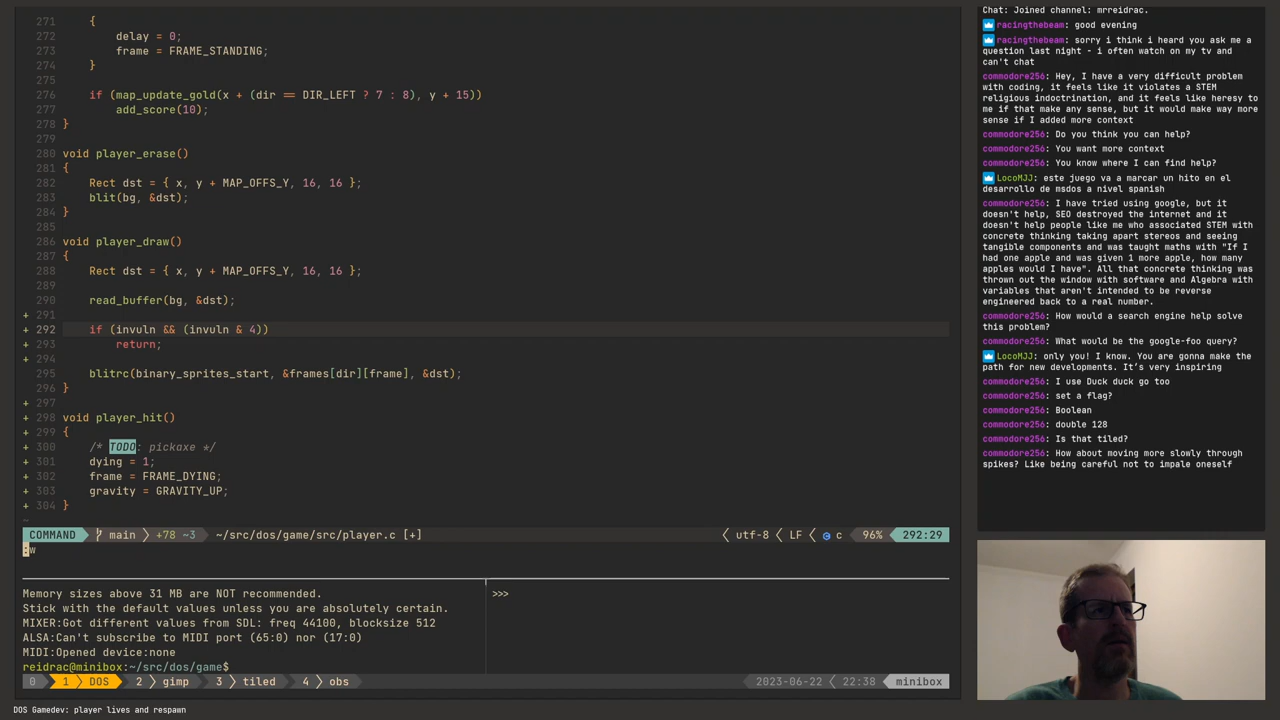 271 {
272 delay = 0;
273 frame = FRAME_STANDING;
274 }
275
276 if (map_update_gold(x + (dir == DIR_LEFT ? 7 : 8), y + 15))
277 add_score(10);
278 }
279
280 void player_erase()
281 {
282 Rect dst = { x, y + MAP_OFFS_Y, 16, 16 };
283 blit(bg, &dst);
284 }
285
286 void player_draw()
287 {
288 Rect dst = { x, y + MAP_OFFS_Y, 16, 16 };
289
290 read_buffer(bg, &dst);
+ 291
+ 292 if (invuln && (invuln & 4))
+ 293 return;
+ 294
295 blitrc(binary_sprites_start, &frames[dir][frame], &dst);
296 }
+ 297
+ 298 void player_hit()
+ 299 {
+ 300 /* TODO: pickaxe */
+ 301 dying = 1;
+ 302 frame = FRAME_DYING;
+ 303 gravity = GRAVITY_UP;
+ 304 }
~
COMMAND main +78 ~3 ~/src/dos/game/src/player.c [+] utf-8 LF c 96% 292:29
:w
Memory sizes above 31 MB are NOT recommended.
Stick with the default values unless you are absolutely certain.
MIXER:Got different values from SDL: freq 44100, blocksize 512
ALSA:Can't subscribe to MIDI port (65:0) nor (17:0)
MIDI:Opened device:none
reidrac@minibox:~/src/dos/game$
>>>
0 1 DOS 2 gimp 3 tiled 4 obs 2023-06-22 22:38 minibox
DOS Gamedev: player lives and respawn
Chat: Joined channel: mrreidrac.
racingthebeam: good evening
racingthebeam: sorry i think i heard you ask me a
question last night - i often watch on my tv and
can't chat
commodore256: Hey, I have a very difficult problem
with coding, it feels like it violates a STEM
religious indoctrination, and it feels like heresy to
me if that make any sense, but it would make way more
sense if I added more context
commodore256: Do you think you can help?
commodore256: You want more context
commodore256: You know where I can find help?
LocoMJJ: este juego va a marcar un hito en el
desarrollo de msdos a nivel spanish
commodore256: I have tried using google, but it
doesn't help, SEO destroyed the internet and it
doesn't help people like me who associated STEM with
concrete thinking taking apart stereos and seeing
tangible components and was taught maths with "If I
had one apple and was given 1 more apple, how many
apples would I have". All that concrete thinking was
thrown out the window with software and Algebra with
variables that aren't intended to be reverse
engineered back to a real number.
commodore256: How would a search engine help solve
this problem?
commodore256: What would be the google-foo query?
LocoMJJ: only you! I know. You are gonna make the
path for new developments. It's very inspiring
commodore256: I use Duck duck go too
commodore256: set a flag?
commodore256: Boolean
commodore256: double 128
commodore256: Is that tiled?
commodore256: How about moving more slowly through
spikes? Like being careful not to impale oneself